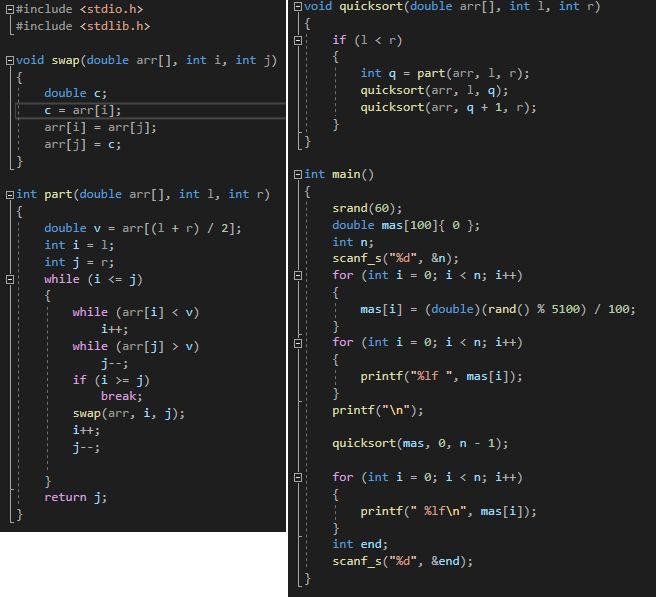 #include <stdio.h>
#include <stdlib.h>

void swap(double arr[], int i, int j)
{
    double c;
    c = arr[i];
    arr[i] = arr[j];
    arr[j] = c;
}

int part(double arr[], int l, int r)
{
    double v = arr[(l + r) / 2];
    int i = l;
    int j = r;
    while (i <= j)
    {
        while (arr[i] < v)
            i++;
        while (arr[j] > v)
            j--;
        if (i >= j)
            break;
        swap(arr, i, j);
        i++;
        j--;

    }
    return j;
}
void quicksort(double arr[], int l, int r)
{
    if (l < r)
    {
        int q = part(arr, l, r);
        quicksort(arr, l, q);
        quicksort(arr, q + 1, r);
    }
}

int main()
{
    srand(60);
    double mas[100]{ 0 };
    int n;
    scanf_s("%d", &n);
    for (int i = 0; i < n; i++)
    {
        mas[i] = (double)(rand() % 5100) / 100;
    }
    for (int i = 0; i < n; i++)
    {
        printf("%lf ", mas[i]);
    }
    printf("\n");

    quicksort(mas, 0, n - 1);

    for (int i = 0; i < n; i++)
    {
        printf(" %lf\n", mas[i]);
    }
    int end;
    scanf_s("%d", &end);
}